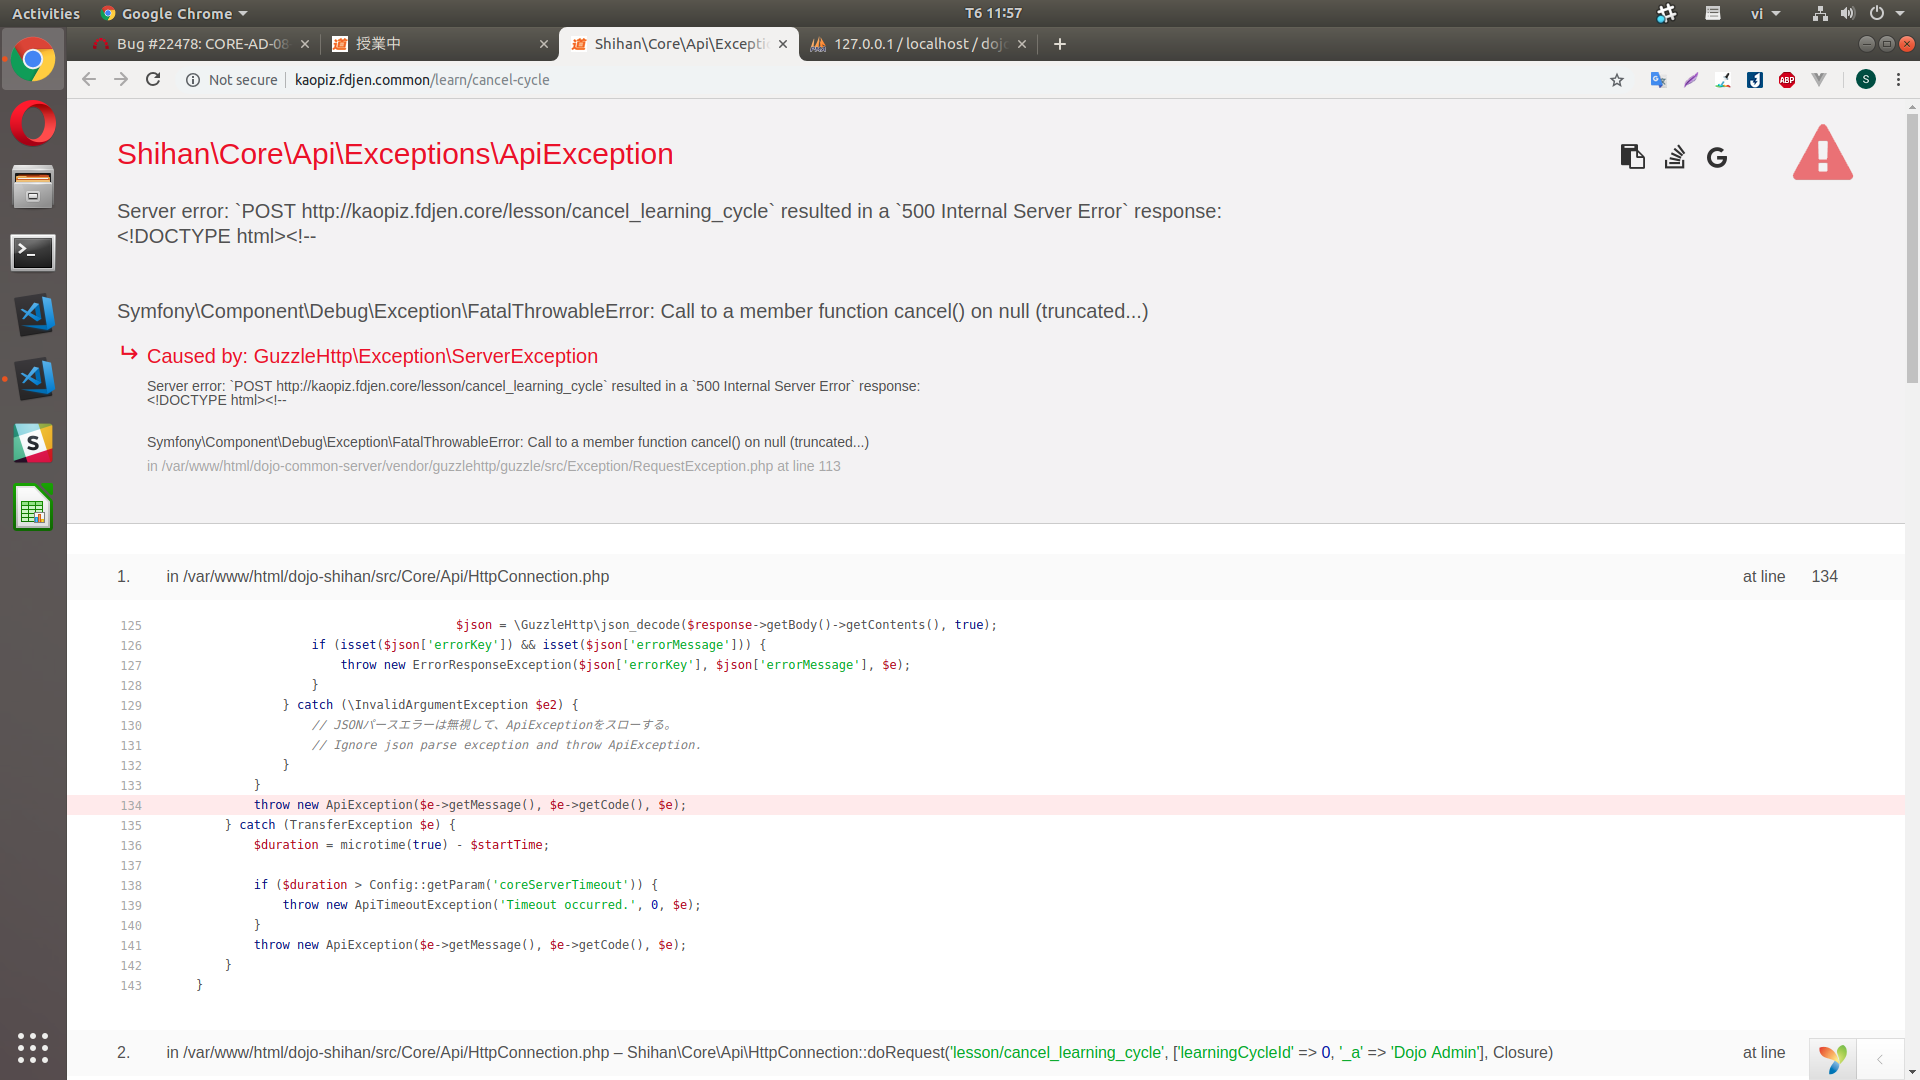 Activities
Google Chrome
T6 11:57
vi
Bug #22478: CORE-AD-08
授業中
Shihan\Core\Api\Excepti
127.0.0.1 / localhost / doj
Not secure
kaopiz.fdjen.common/learn/cancel-cycle
ABP
S
Shihan\Core\Api\Exceptions\ApiException
Server error: `POST http://kaopiz.fdjen.core/lesson/cancel_learning_cycle` resulted in a `500 Internal Server Error` response:
<!DOCTYPE html><!--
Symfony\Component\Debug\Exception\FatalThrowableError: Call to a member function cancel() on null (truncated...)
Caused by: GuzzleHttp\Exception\ServerException
Server error: `POST http://kaopiz.fdjen.core/lesson/cancel_learning_cycle` resulted in a `500 Internal Server Error` response:
<!DOCTYPE html><!--
Symfony\Component\Debug\Exception\FatalThrowableError: Call to a member function cancel() on null (truncated...)
in /var/www/html/dojo-common-server/vendor/guzzlehttp/guzzle/src/Exception/RequestException.php at line 113
1. in /var/www/html/dojo-shihan/src/Core/Api/HttpConnection.php at line 134
125 $json = \GuzzleHttp\json_decode($response->getBody()->getContents(), true);
126 if (isset($json['errorKey']) && isset($json['errorMessage'])) {
127 throw new ErrorResponseException($json['errorKey'], $json['errorMessage'], $e);
128 }
129 } catch (\InvalidArgumentException $e2) {
130 // JSONパースエラーは無視して、ApiExceptionをスローする。
131 // Ignore json parse exception and throw ApiException.
132 }
133 }
134 throw new ApiException($e->getMessage(), $e->getCode(), $e);
135 } catch (TransferException $e) {
136 $duration = microtime(true) - $startTime;
137
138 if ($duration > Config::getParam('coreServerTimeout')) {
139 throw new ApiTimeoutException('Timeout occurred.', 0, $e);
140 }
141 throw new ApiException($e->getMessage(), $e->getCode(), $e);
142 }
143 }
2. in /var/www/html/dojo-shihan/src/Core/Api/HttpConnection.php – Shihan\Core\Api\HttpConnection::doRequest('lesson/cancel_learning_cycle', ['learningCycleId' => 0, '_a' => 'Dojo Admin'], Closure) at line